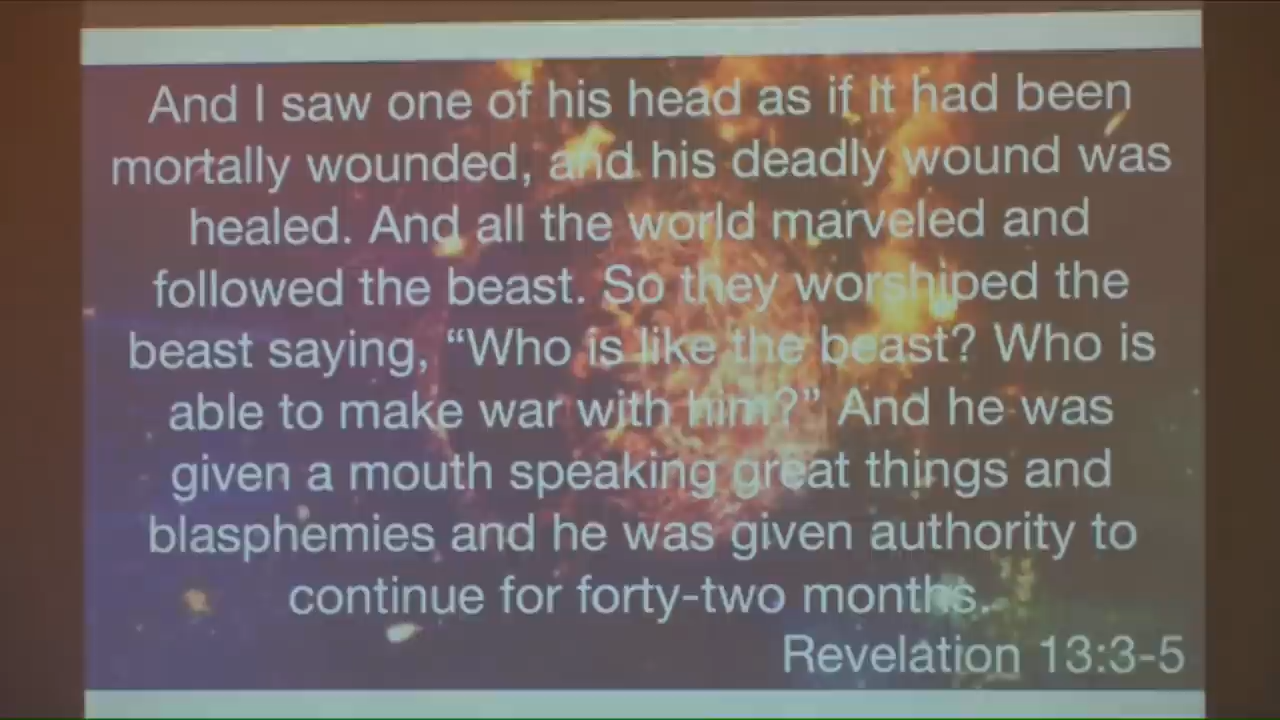 And I saw one of his head as if It had been
mortally wounded, and his deadly wound was
healed. And all the world marveled and
followed the beast. So they worshiped the
beast saying, “Who is like the beast? Who is
able to make war with him?” And he was
given a mouth speaking great things and
blasphemies and he was given authority to
continue for forty-two months.
Revelation 13:3-5